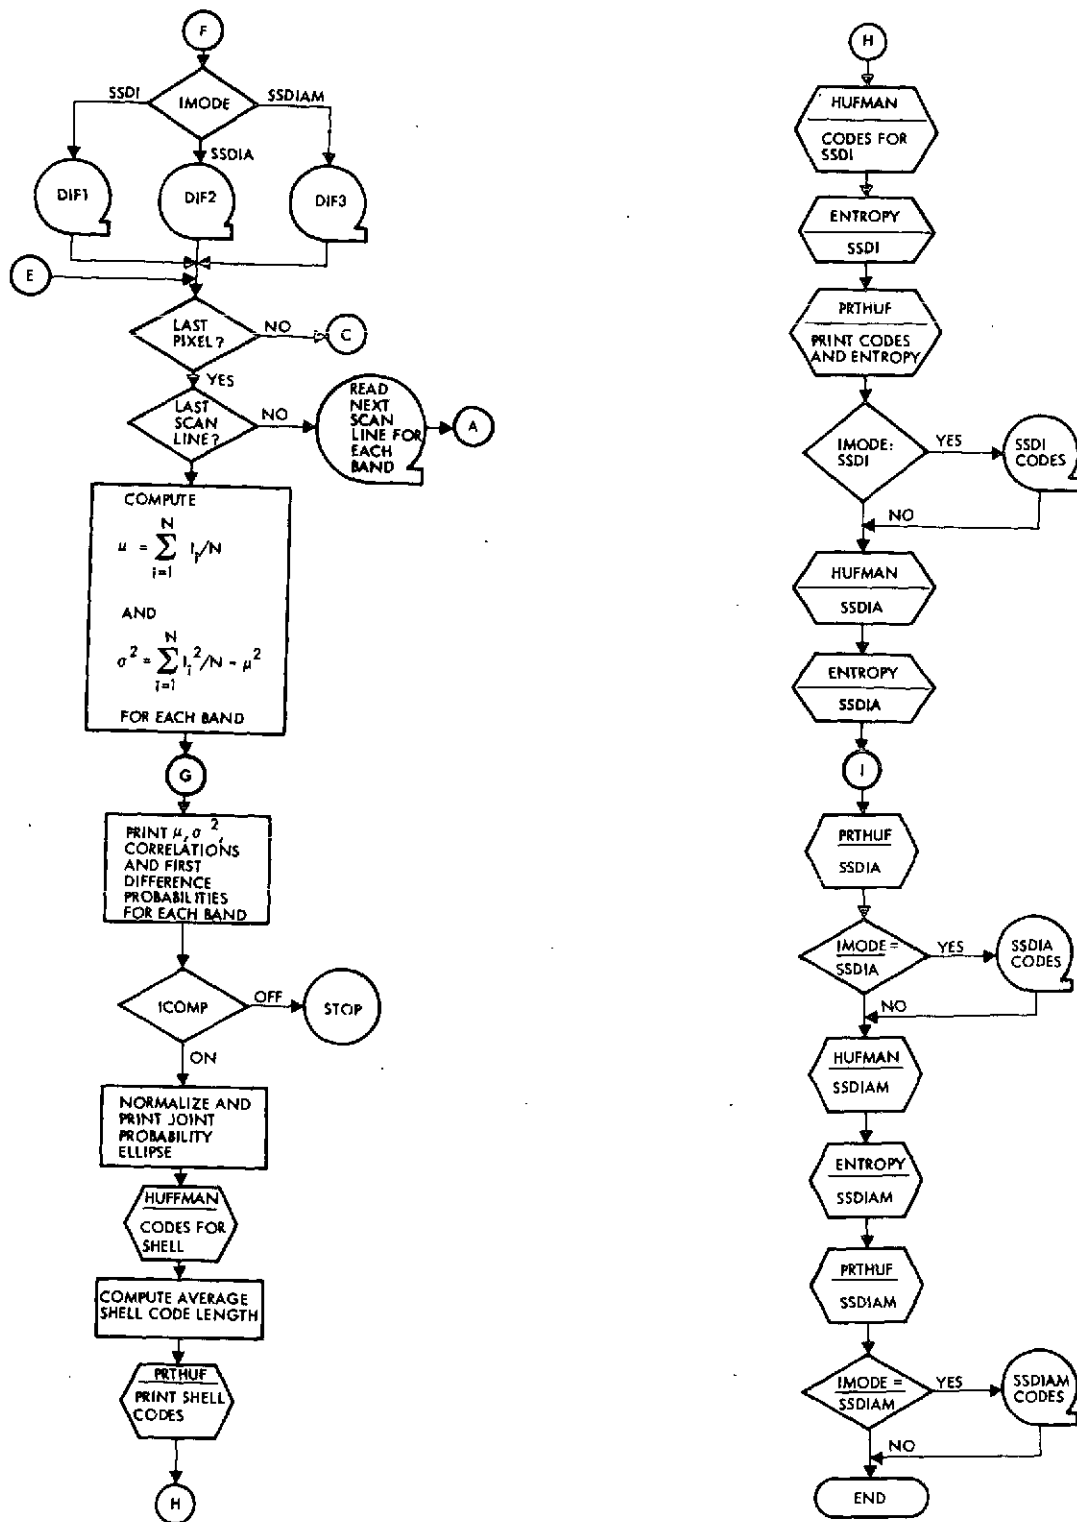 F
IMODE
SSDI
SSDIAM
SSDIA
DIF1
DIF2
DIF3
E
LAST
PIXEL?
NO
C
YES
LAST
SCAN
LINE?
NO
READ
NEXT
SCAN
LINE FOR
EACH
BAND
A
COMPUTE
μ = N ∑ i=1 I_i/N
AND
σ² = N ∑ i=1 I_i²/N - μ²
FOR EACH BAND
G
PRINT μ, σ²,
CORRELATIONS
AND FIRST
DIFFERENCE
PROBABILITIES
FOR EACH BAND
ICOMP
OFF
STOP
ON
NORMALIZE AND
PRINT JOINT
PROBABILITY
ELLIPSE
HUFFMAN
CODES FOR
SHELL
COMPUTE AVERAGE
SHELL CODE LENGTH
PRTHUF
PRINT SHELL
CODES
H
H
HUFMAN
CODES FOR
SSDI
ENTROPY
SSDI
PRTHUF
PRINT CODES
AND ENTROPY
IMODE:
SSDI
YES
SSDI
CODES
NO
HUFMAN
SSDIA
ENTROPY
SSDIA
I
PRTHUF
SSDIA
IMODE =
SSDIA
YES
SSDIA
CODES
NO
HUFMAN
SSDIAM
ENTROPY
SSDIAM
PRTHUF
SSDIAM
IMODE =
SSDIAM
YES
SSDIAM
CODES
NO
END